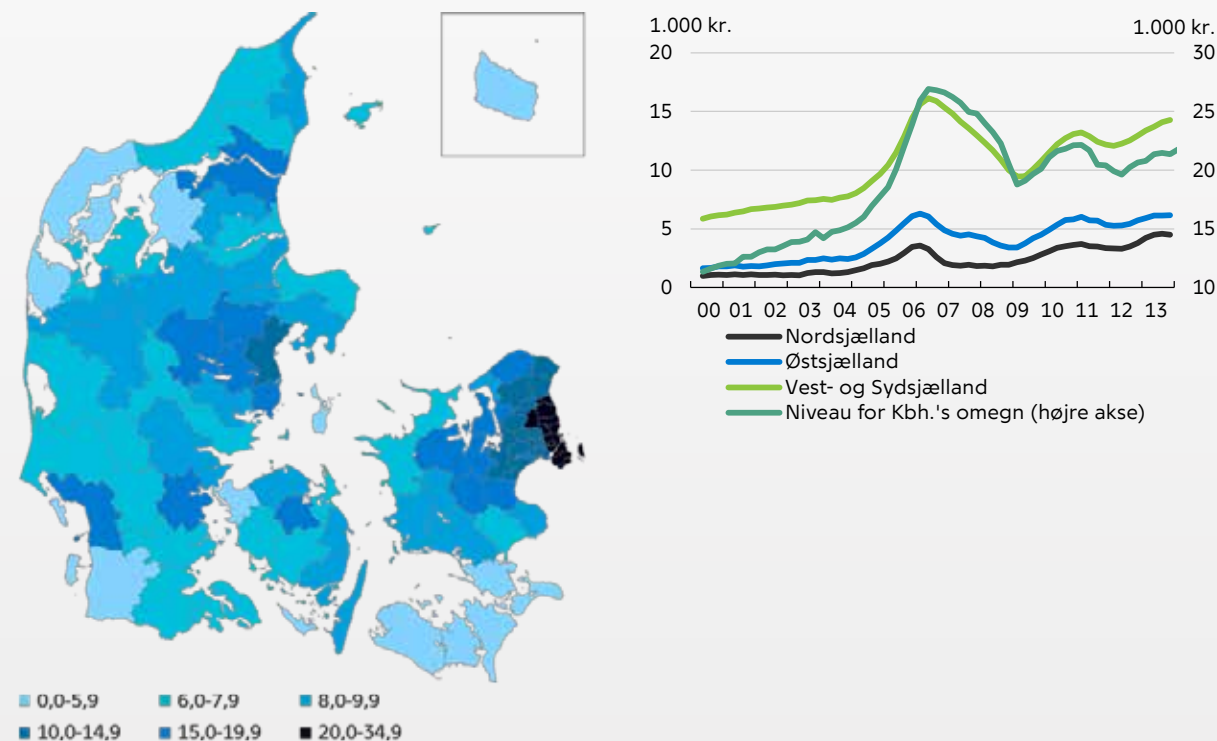 1.000 kr.
1.000 kr.
20
30
15
25
10
20
5
15
0
10
00 01 02 03 04 05 06 07 08 09 10 11 12 13
Nordsjælland
Østsjælland
Vest- og Sydsjælland
Niveau for Kbh.'s omegn (højre akse)
0,0-5,9 6,0-7,9 8,0-9,9
10,0-14,9 15,0-19,9 20,0-34,9